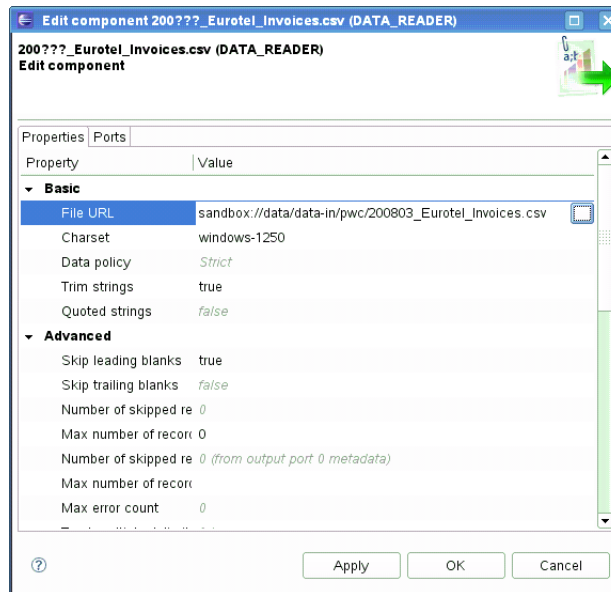 Edit component 200???_Eurotel_Invoices.csv (DATA_READER)
200???_Eurotel_Invoices.csv (DATA_READER)
Edit component
a;t
Properties Ports
Property Value
Basic
File URL sandbox://data/data-in/pwc/200803_Eurotel_Invoices.csv
Charset windows-1250
Data policy Strict
Trim strings true
Quoted strings false
Advanced
Skip leading blanks true
Skip trailing blanks false
Number of skipped re 0
Max number of recor 0
Number of skipped re 0 (from output port 0 metadata)
Max number of recor
Max error count 0
? Apply OK Cancel